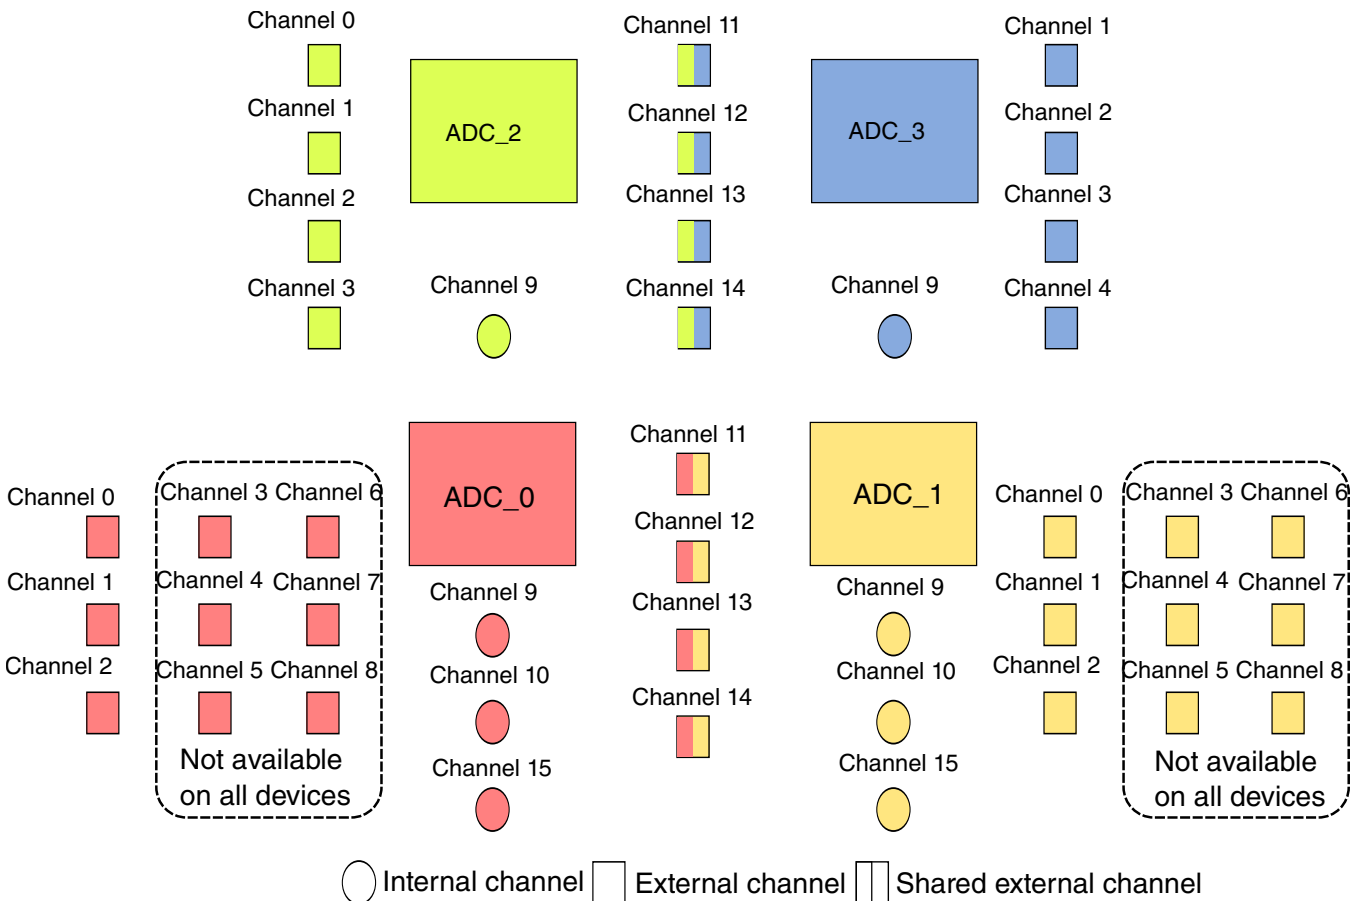 Channel 0
Channel 11
Channel 1
Channel 1
Channel 12
Channel 2
ADC_2
ADC_3
Channel 2
Channel 13
Channel 3
Channel 3
Channel 9
Channel 14
Channel 9
Channel 4
Channel 11
Channel 0
Channel 3
Channel 6
ADC_0
ADC_1
Channel 0
Channel 3
Channel 6
Channel 12
Channel 1
Channel 4
Channel 7
Channel 9
Channel 13
Channel 9
Channel 1
Channel 4
Channel 7
Channel 2
Channel 5
Channel 8
Channel 10
Channel 14
Channel 10
Channel 2
Channel 5
Channel 8
Not available
on all devices
Channel 15
Channel 15
Not available
on all devices
Internal channel
External channel
Shared external channel